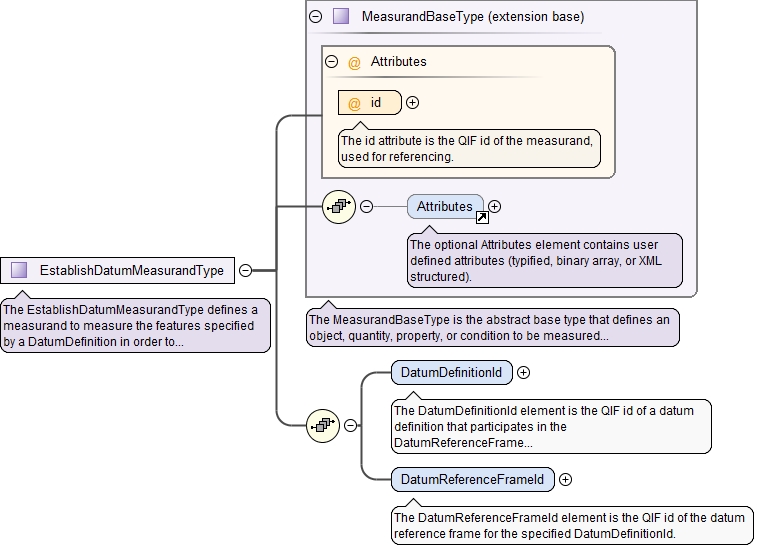 MeasurandBaseType (extension base)
@ Attributes
@ id
The id attribute is the QIF id of the measurand,
used for referencing.
Attributes
The optional Attributes element contains user
defined attributes (typified, binary array, or XML
structured).
EstablishDatumMeasurandType
The EstablishDatumMeasurandType defines a
measurand to measure the features specified
by a DatumDefinition in order to...
The MeasurandBaseType is the abstract base type that defines an
object, quantity, property, or condition to be measured...
DatumDefinitionId
The DatumDefinitionId element is the QIF id of a datum
definition that participates in the
DatumReferenceFrame...
DatumReferenceFrameId
The DatumReferenceFrameId element is the QIF id of the datum
reference frame for the specified DatumDefinitionId.